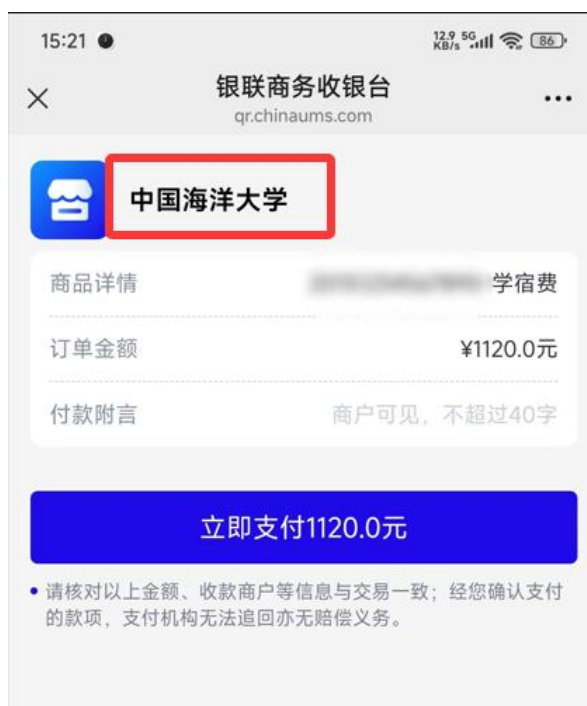 15:21
12.9 KB/s 5G 86
银联商务收银台
qr.chinaums.com
中国海洋大学
商品详情 学宿费
订单金额 ¥1120.0元
付款附言 商户可见，不超过40字
立即支付1120.0元
请核对以上金额、收款商户等信息与交易一致；经您确认支付
的款项，支付机构无法追回亦无赔偿义务。